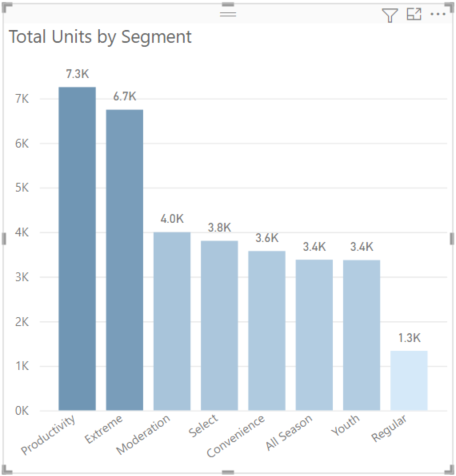 Total Units by Segment
7.3K
6.7K
4.0K
3.8K
3.6K
3.4K
3.4K
1.3K
7K
6K
5K
4K
3K
2K
1K
0K
Productivity
Extreme
Moderation
Select
Convenience
All Season
Youth
Regular